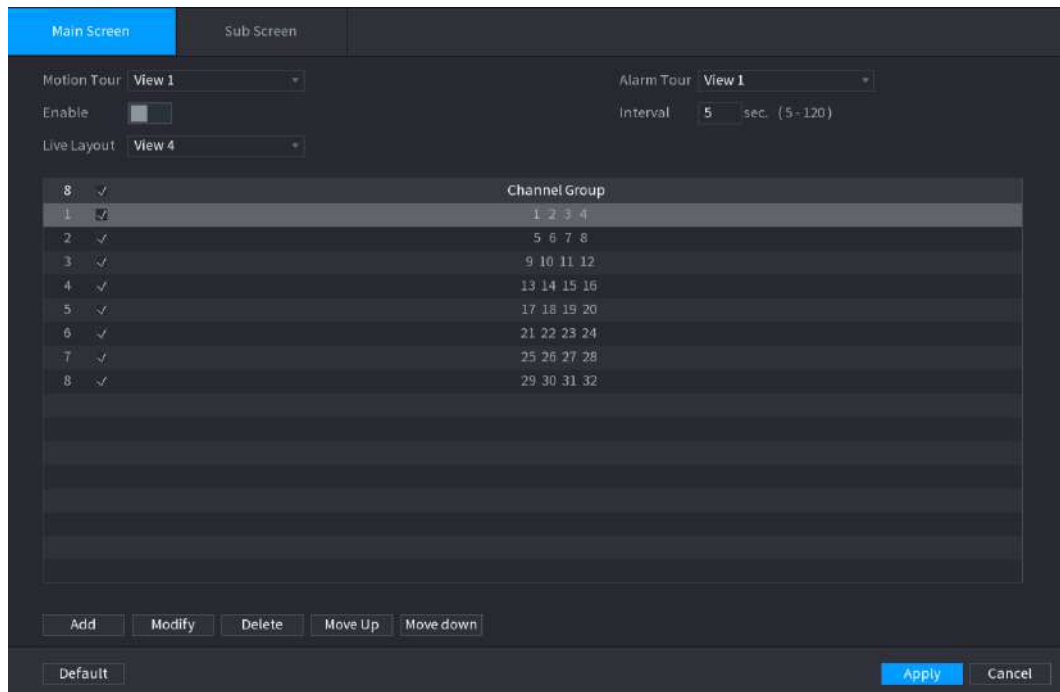 Main Screen Sub Screen
Motion Tour View 1 Alarm Tour View 1
Enable Interval 5 sec. (5-120)
Live Layout View 4
8 Channel Group
1 1 2 3 4
2 5 6 7 8
3 9 10 11 12
4 13 14 15 16
5 17 18 19 20
6 21 22 23 24
7 25 26 27 28
8 29 30 31 32
Add Modify Delete Move Up Move down
Default Apply Cancel